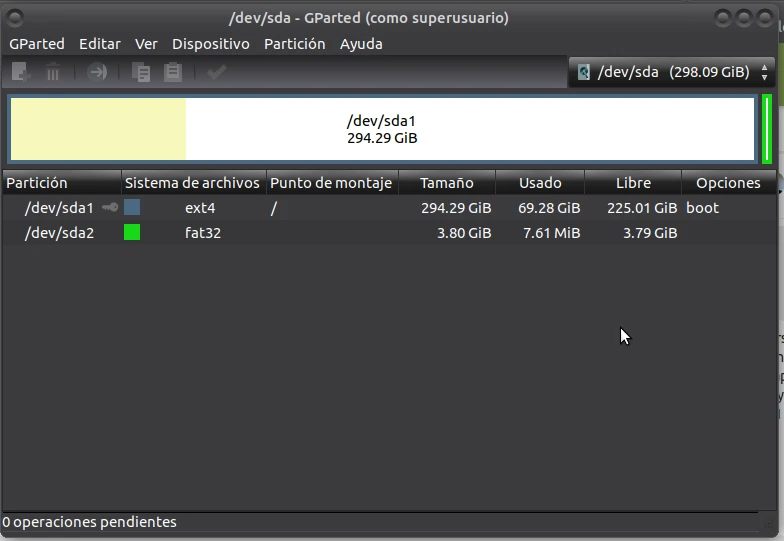 /dev/sda - GParted (como superusuario)
GParted Editar Ver Dispositivo Partición Ayuda
/dev/sda (298.09 GiB)
/dev/sda1
294.29 GiB
Partición Sistema de archivos Punto de montaje Tamaño Usado Libre Opciones
/dev/sda1 ext4 / 294.29 GiB 69.28 GiB 225.01 GiB boot
/dev/sda2 fat32 3.80 GiB 7.61 MiB 3.79 GiB
0 operaciones pendientes